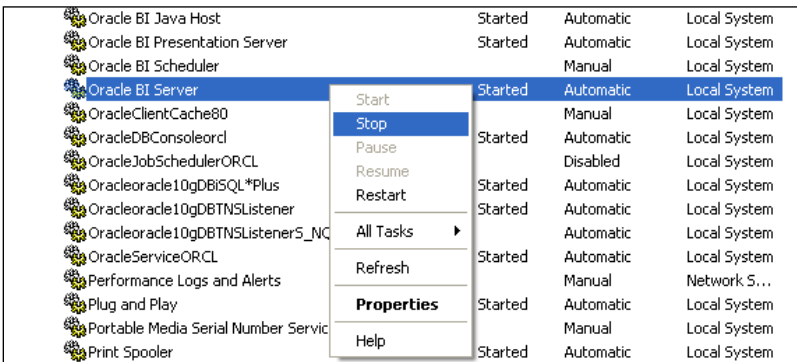 Oracle BI Java Host Started Automatic Local System
Oracle BI Presentation Server Started Automatic Local System
Oracle BI Scheduler Manual Local System
Oracle BI Server Started Automatic Local System
Start
OracleClientCache80 Manual Local System
Stop
OracleDBConsoleorcl Started Automatic Local System
Pause
OracleJobSchedulerORCL Disabled Local System
Resume
Oracleoracle10gDBiSQL*Plus Started Automatic Local System
Restart
Oracleoracle10gDBTNSListener Started Automatic Local System
Oracleoracle10gDBTNSListenerS_NQ Automatic Local System
All Tasks
OracleServiceORCL Started Automatic Local System
Refresh
Performance Logs and Alerts Manual Network S...
Plug and Play Started Automatic Local System
Properties
Portable Media Serial Number Servic Manual Local System
Help
Print Spooler Started Automatic Local System